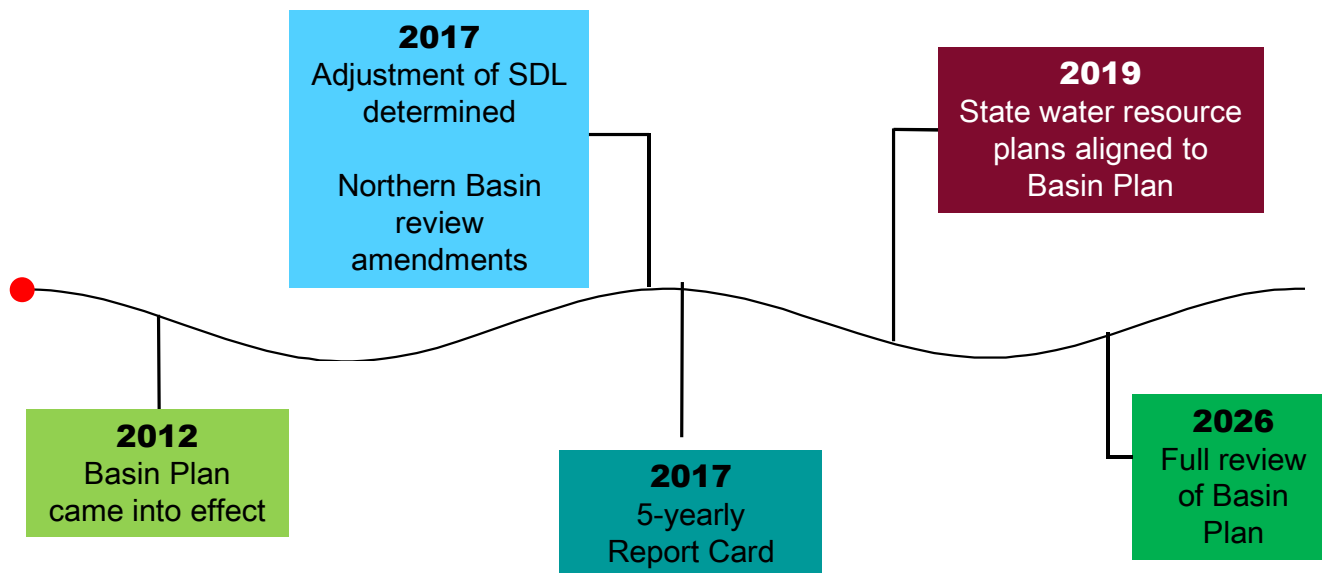 2017
Adjustment of SDL
determined
Northern Basin
review
amendments
2019
State water resource
plans aligned to
Basin Plan
2012
Basin Plan
came into effect
2017
5-yearly
Report Card
2026
Full review
of Basin
Plan